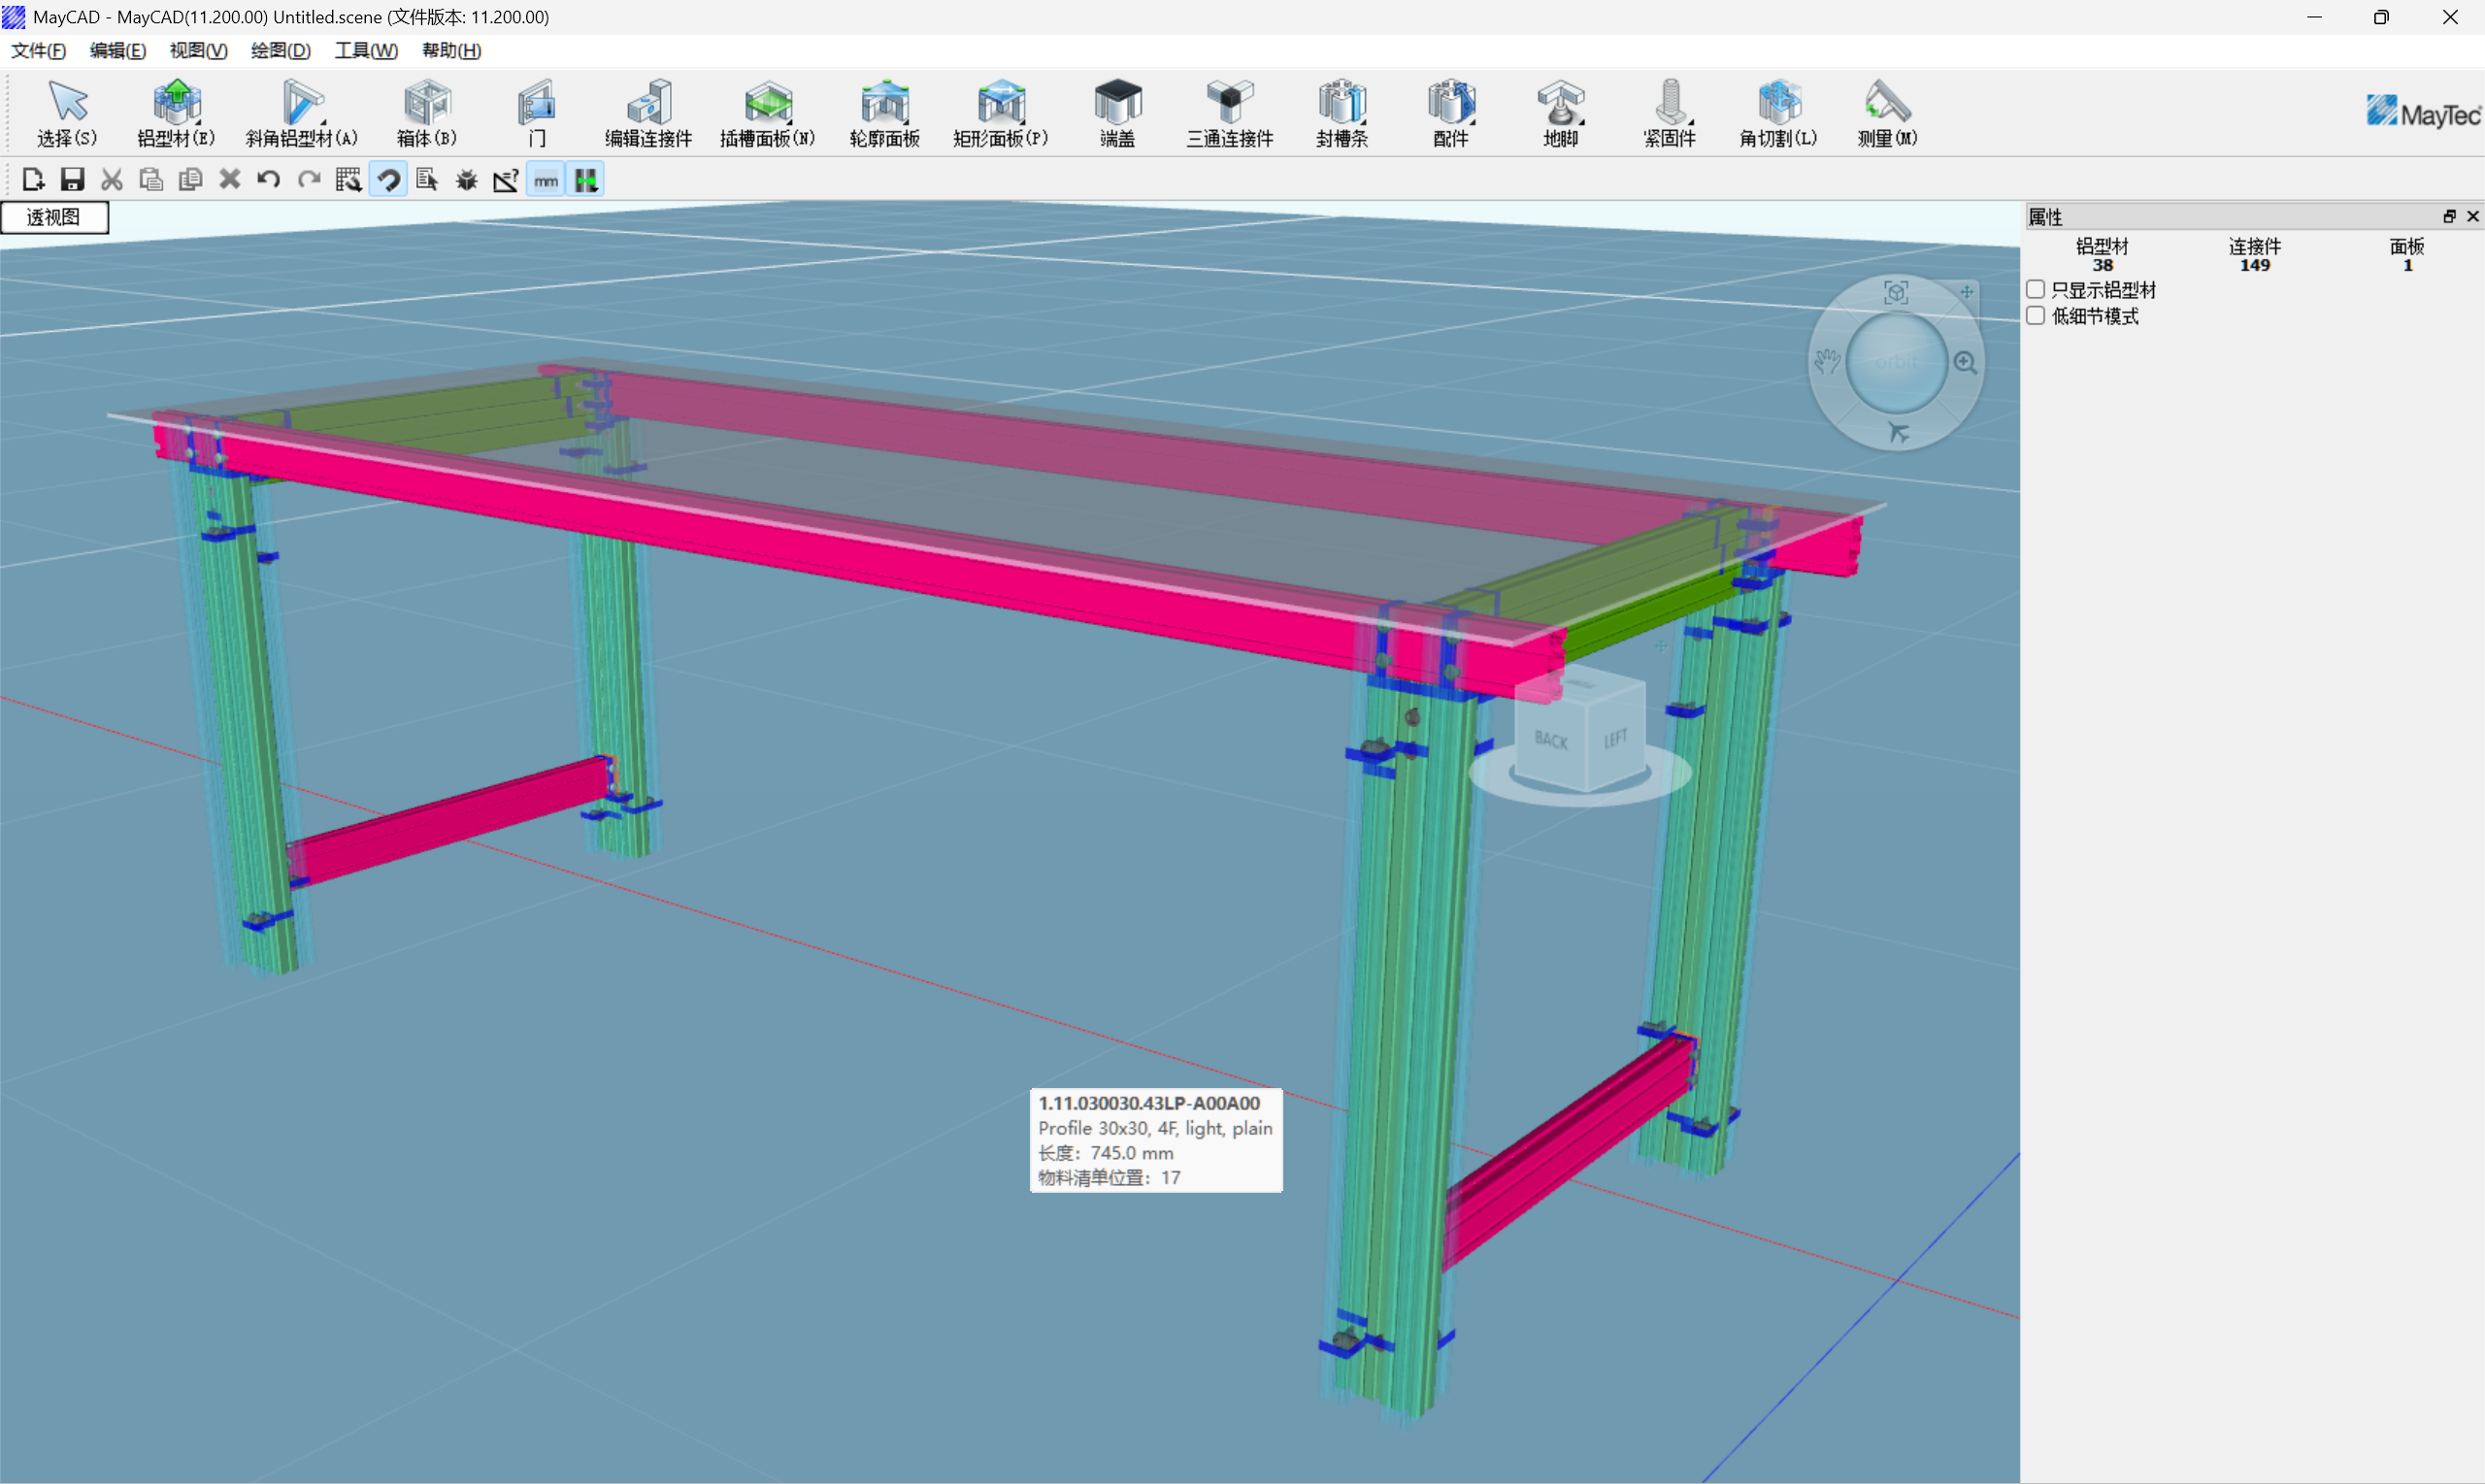 MayCAD - MayCAD(11.200.00) Untitled.scene (文件版本: 11.200.00)
文件(F) 编辑(E) 视图(V) 绘图(D) 工具(W) 帮助(H)
选择(S) 铝型材(E) 斜角铝型材(A) 箱体(B) 门 编辑连接件 插槽面板(N) 轮廓面板 矩形面板(P) 端盖 三通连接件 封槽条 配件 地脚 紧固件 角切割(L) 测量(M) MayTec
mm
透视图
属性
铝型材 连接件 面板
38 149 1
只显示铝型材
低细节模式
orbit
BACK LEFT
1.11.030030.43LP-A00A00
Profile 30x30, 4F, light, plain
长度: 745.0 mm
物料清单位置: 17